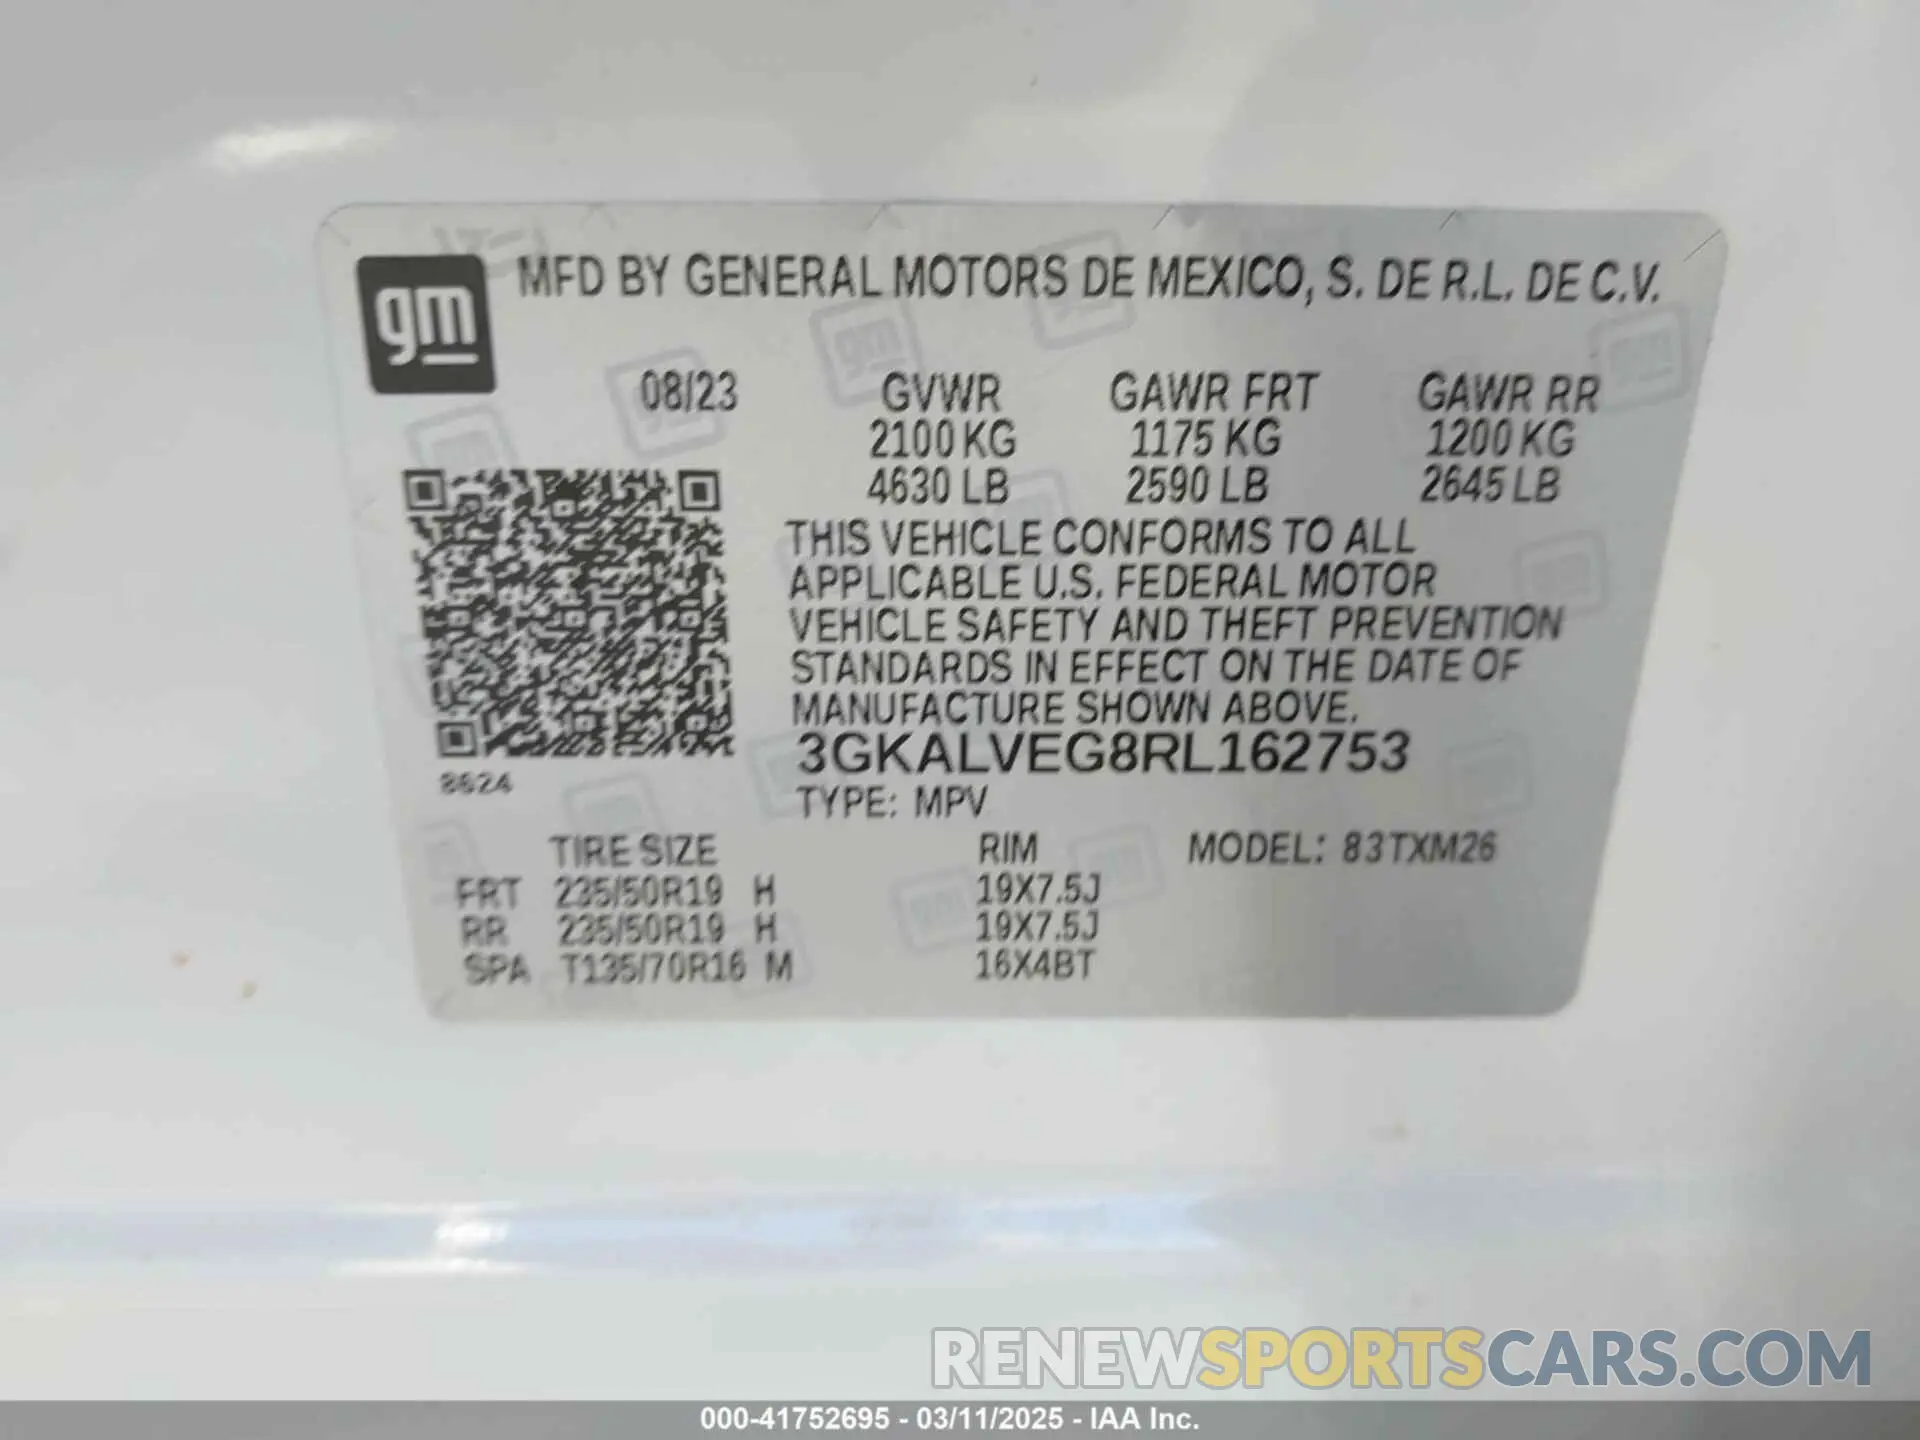 gm MFD BY GENERAL MOTORS DE MEXICO, S. DE R.L. DE C.V.
08/23 GVWR GAWR FRT GAWR RR
2100 KG 1175 KG 1200 KG
4630 LB 2590 LB 2645 LB
THIS VEHICLE CONFORMS TO ALL
APPLICABLE U.S. FEDERAL MOTOR
VEHICLE SAFETY AND THEFT PREVENTION
STANDARDS IN EFFECT ON THE DATE OF
MANUFACTURE SHOWN ABOVE.
3GKALVEG8RL162753
8624
TYPE: MPV
TIRE SIZE RIM MODEL: 83TXM26
FRT 235/50R19 H 19X7.5J
RR 235/50R19 H 19X7.5J
SPA T135/70R16 M 16X4BT
RENEWSPORTSCARS.COM
000-41752695 - 03/11/2025 - IAA Inc.